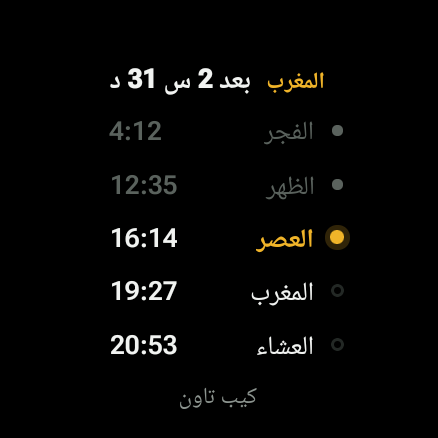 المغرب بعد 2 س 31 د
الفجر 4:12
الظهر 12:35
العصر 16:14
المغرب 19:27
العشاء 20:53
كيب تاون